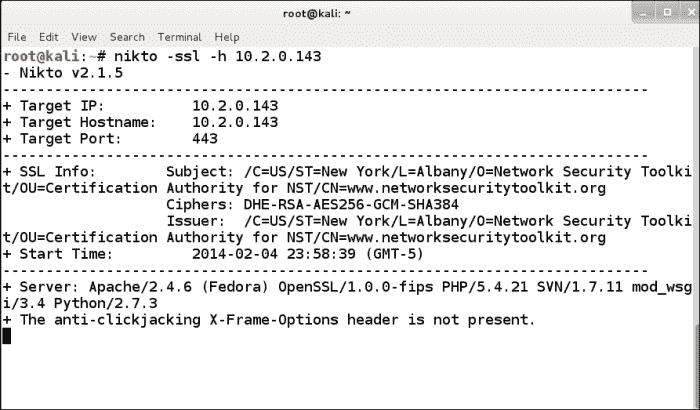 root@kali: ~
File Edit View Search Terminal Help
root@kali:~# nikto -ssl -h 10.2.0.143
- Nikto v2.1.5
---------------------------------------------------------------------------
+ Target IP:          10.2.0.143
+ Target Hostname:    10.2.0.143
+ Target Port:        443
---------------------------------------------------------------------------
+ SSL Info:        Subject: /C=US/ST=New York/L=Albany/O=Network Security Toolki
t/OU=Certification Authority for NST/CN=www.networksecuritytoolkit.org
                   Ciphers: DHE-RSA-AES256-GCM-SHA384
                   Issuer:  /C=US/ST=New York/L=Albany/O=Network Security Toolki
t/OU=Certification Authority for NST/CN=www.networksecuritytoolkit.org
+ Start Time:         2014-02-04 23:58:39 (GMT-5)
---------------------------------------------------------------------------
+ Server: Apache/2.4.6 (Fedora) OpenSSL/1.0.0-fips PHP/5.4.21 SVN/1.7.11 mod_wsg
i/3.4 Python/2.7.3
+ The anti-clickjacking X-Frame-Options header is not present.